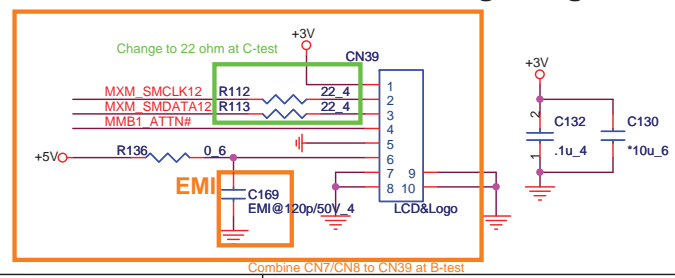 +3V
Change to 22 ohm at C-test
CN39
+3V
MXM_SMCLK12 R112 22_4 1
MXM_SMDATA12 R113 22_4 2
MMB1_ATTN# 3
4
5
+5V R136 0_6 6
7 9
8 10
EMI
C169
EMI@120p/50V_4
LCD&Logo
2 C132 C130
1 .1u_4 *10u_6
Combine CN7/CN8 to CN39 at B-test